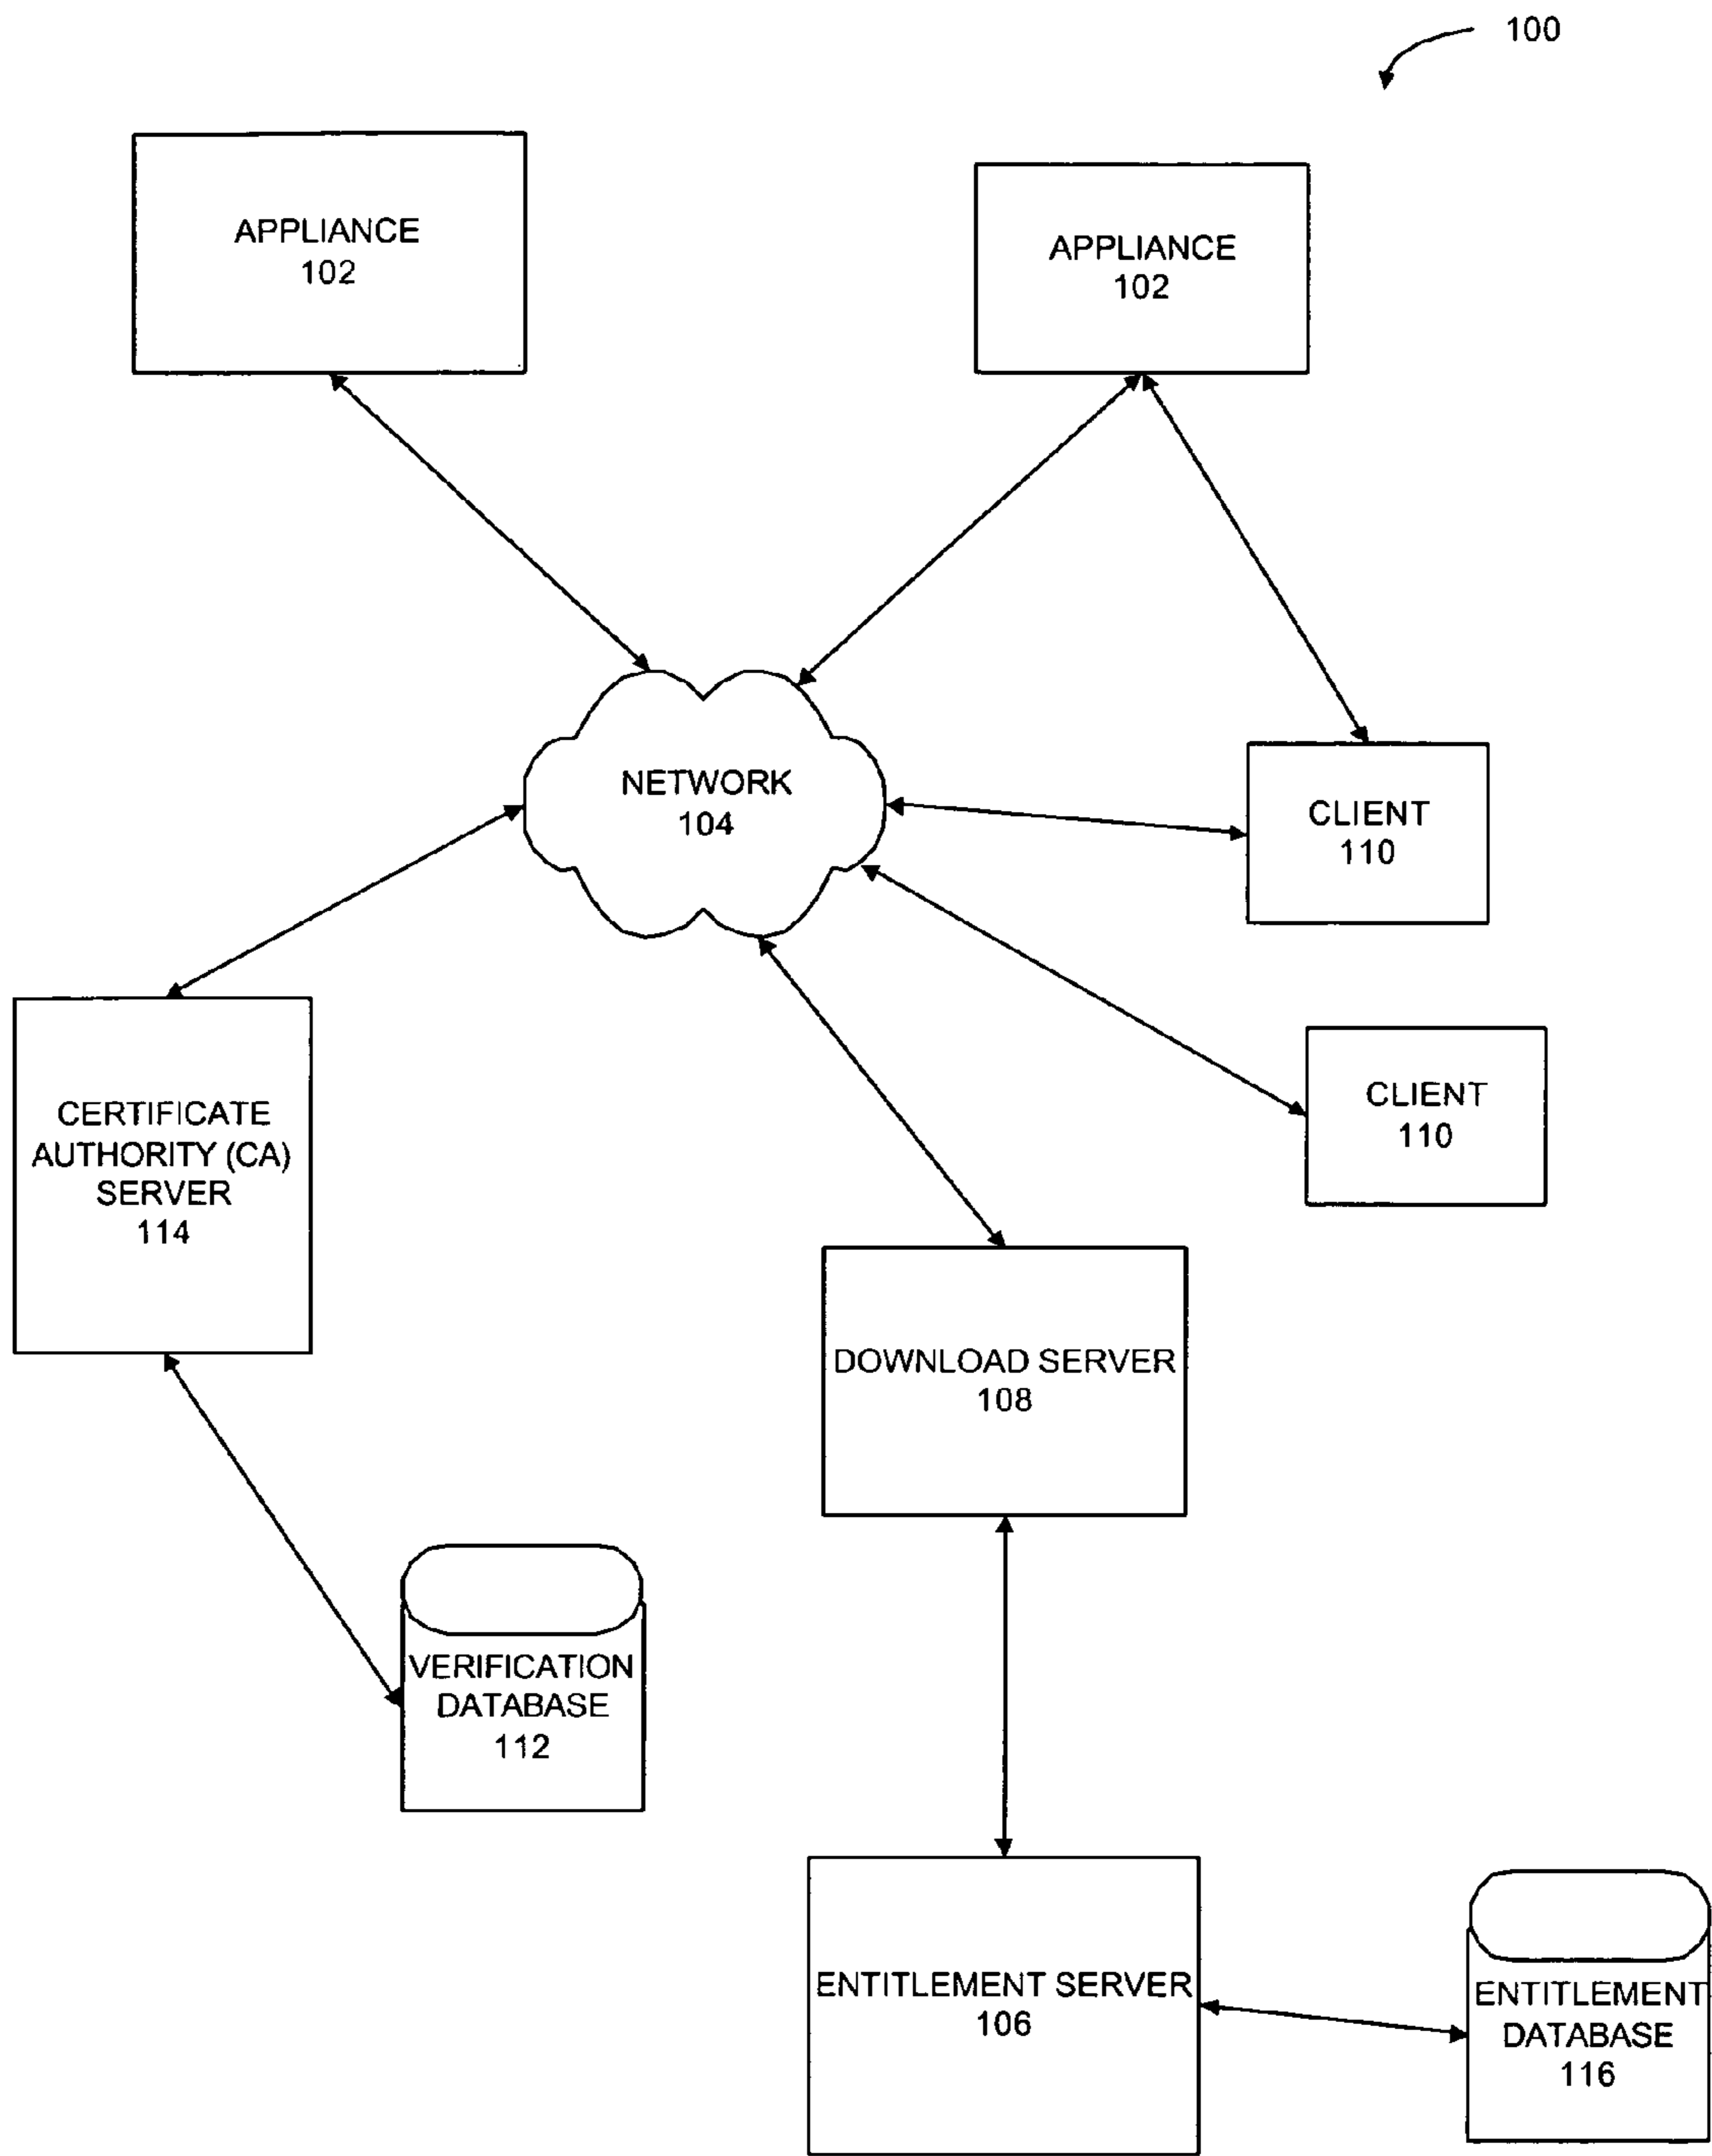 100
APPLIANCE
102
APPLIANCE
102
NETWORK
104
CLIENT
110
CERTIFICATE
AUTHORITY (CA)
SERVER
114
CLIENT
110
DOWNLOAD SERVER
108
VERIFICATION
DATABASE
112
ENTITLEMENT SERVER
106
ENTITLEMENT
DATABASE
116